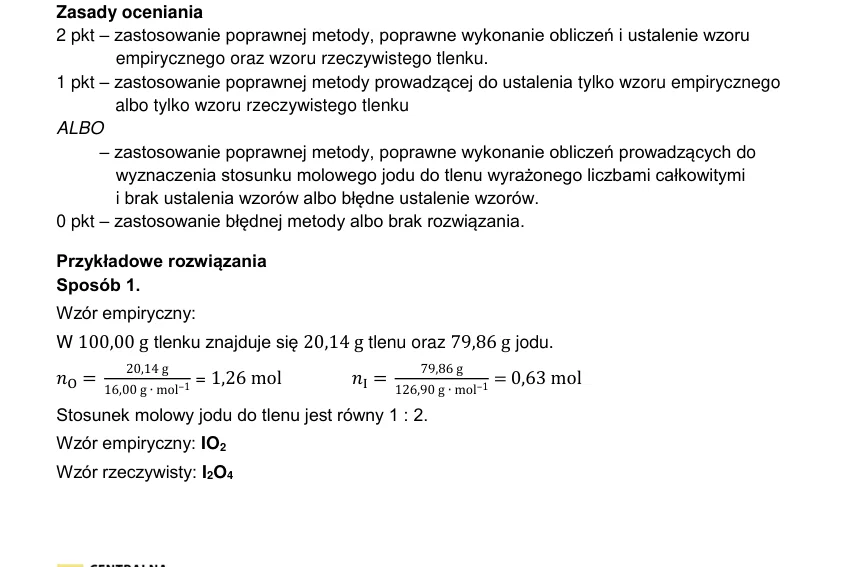 Zasady oceniania
2 pkt – zastosowanie poprawnej metody, poprawne wykonanie obliczeń i ustalenie wzoru
empirycznego oraz wzoru rzeczywistego tlenku.
1 pkt – zastosowanie poprawnej metody prowadzącej do ustalenia tylko wzoru empirycznego
albo tylko wzoru rzeczywistego tlenku
ALBO
– zastosowanie poprawnej metody, poprawne wykonanie obliczeń prowadzących do
wyznaczenia stosunku molowego jodu do tlenu wyrażonego liczbami całkowitymi
i brak ustalenia wzorów albo błędne ustalenie wzorów.
0 pkt – zastosowanie błędnej metody albo brak rozwiązania.
Przykładowe rozwiązania
Sposób 1.
Wzór empiryczny:
W 100,00 g tlenku znajduje się 20,14 g tlenu oraz 79,86 g jodu.
n_O = 20,14 g / 16,00 g · mol⁻¹ = 1,26 mol n_I = 79,86 g / 126,90 g · mol⁻¹ = 0,63 mol
Stosunek molowy jodu do tlenu jest równy 1 : 2.
Wzór empiryczny: IO₂
Wzór rzeczywisty: I₂O₄
CENTRALNA